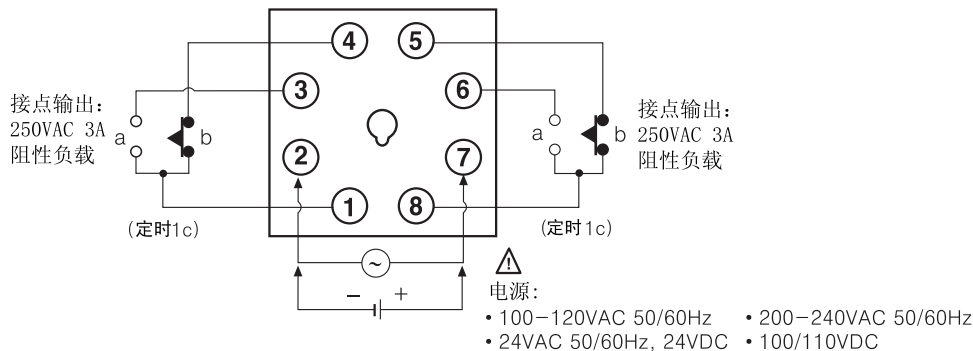 4
5
3
6
接点输出:
250VAC 3A
阻性负载
a
b
a
b
接点输出:
250VAC 3A
阻性负载
2
7
1
8
(定时1c)
(定时1c)
~
− +
电源:
• 100−120VAC 50/60Hz • 200−240VAC 50/60Hz
• 24VAC 50/60Hz, 24VDC • 100/110VDC